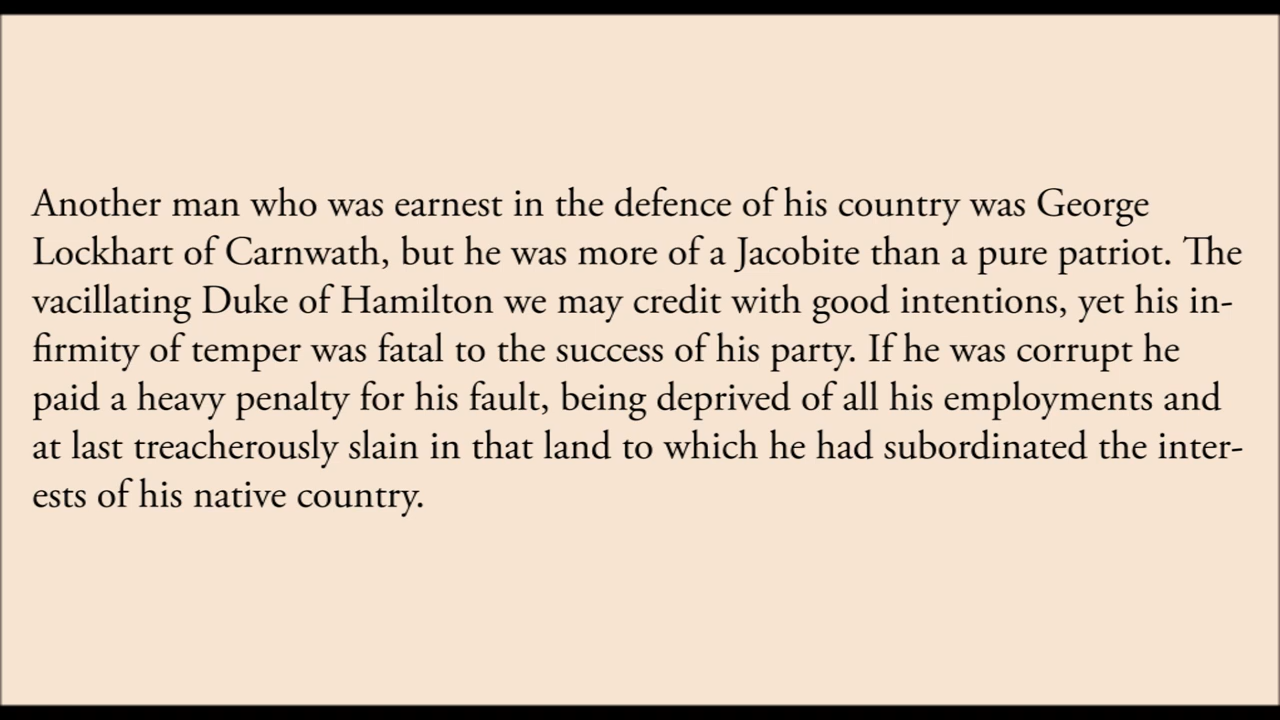 Another man who was earnest in the defence of his country was George
Lockhart of Carnwath, but he was more of a Jacobite than a pure patriot. The
vacillating Duke of Hamilton we may credit with good intentions, yet his in-
firmity of temper was fatal to the success of his party. If he was corrupt he
paid a heavy penalty for his fault, being deprived of all his employments and
at last treacherously slain in that land to which he had subordinated the inter-
ests of his native country.